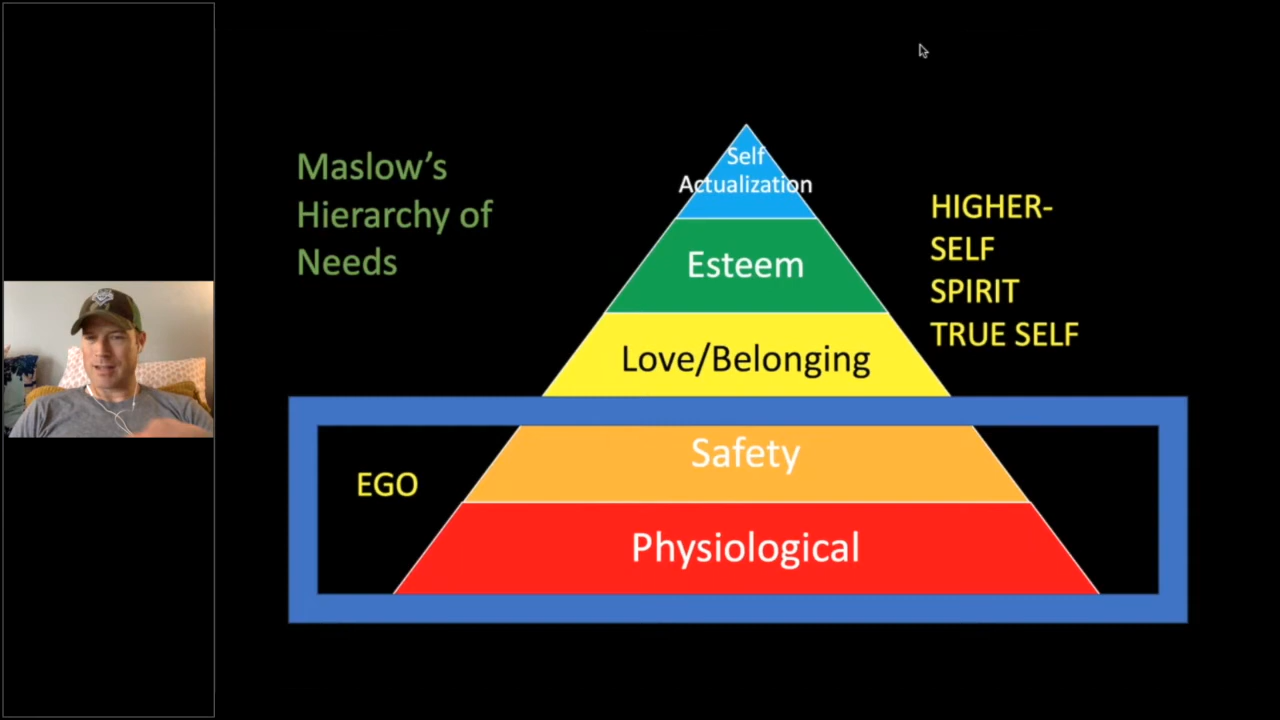 Maslow's
Hierarchy of
Needs
Self
Actualization
Esteem
Love/Belonging
Safety
Physiological
HIGHER-
SELF
SPIRIT
TRUE SELF
EGO